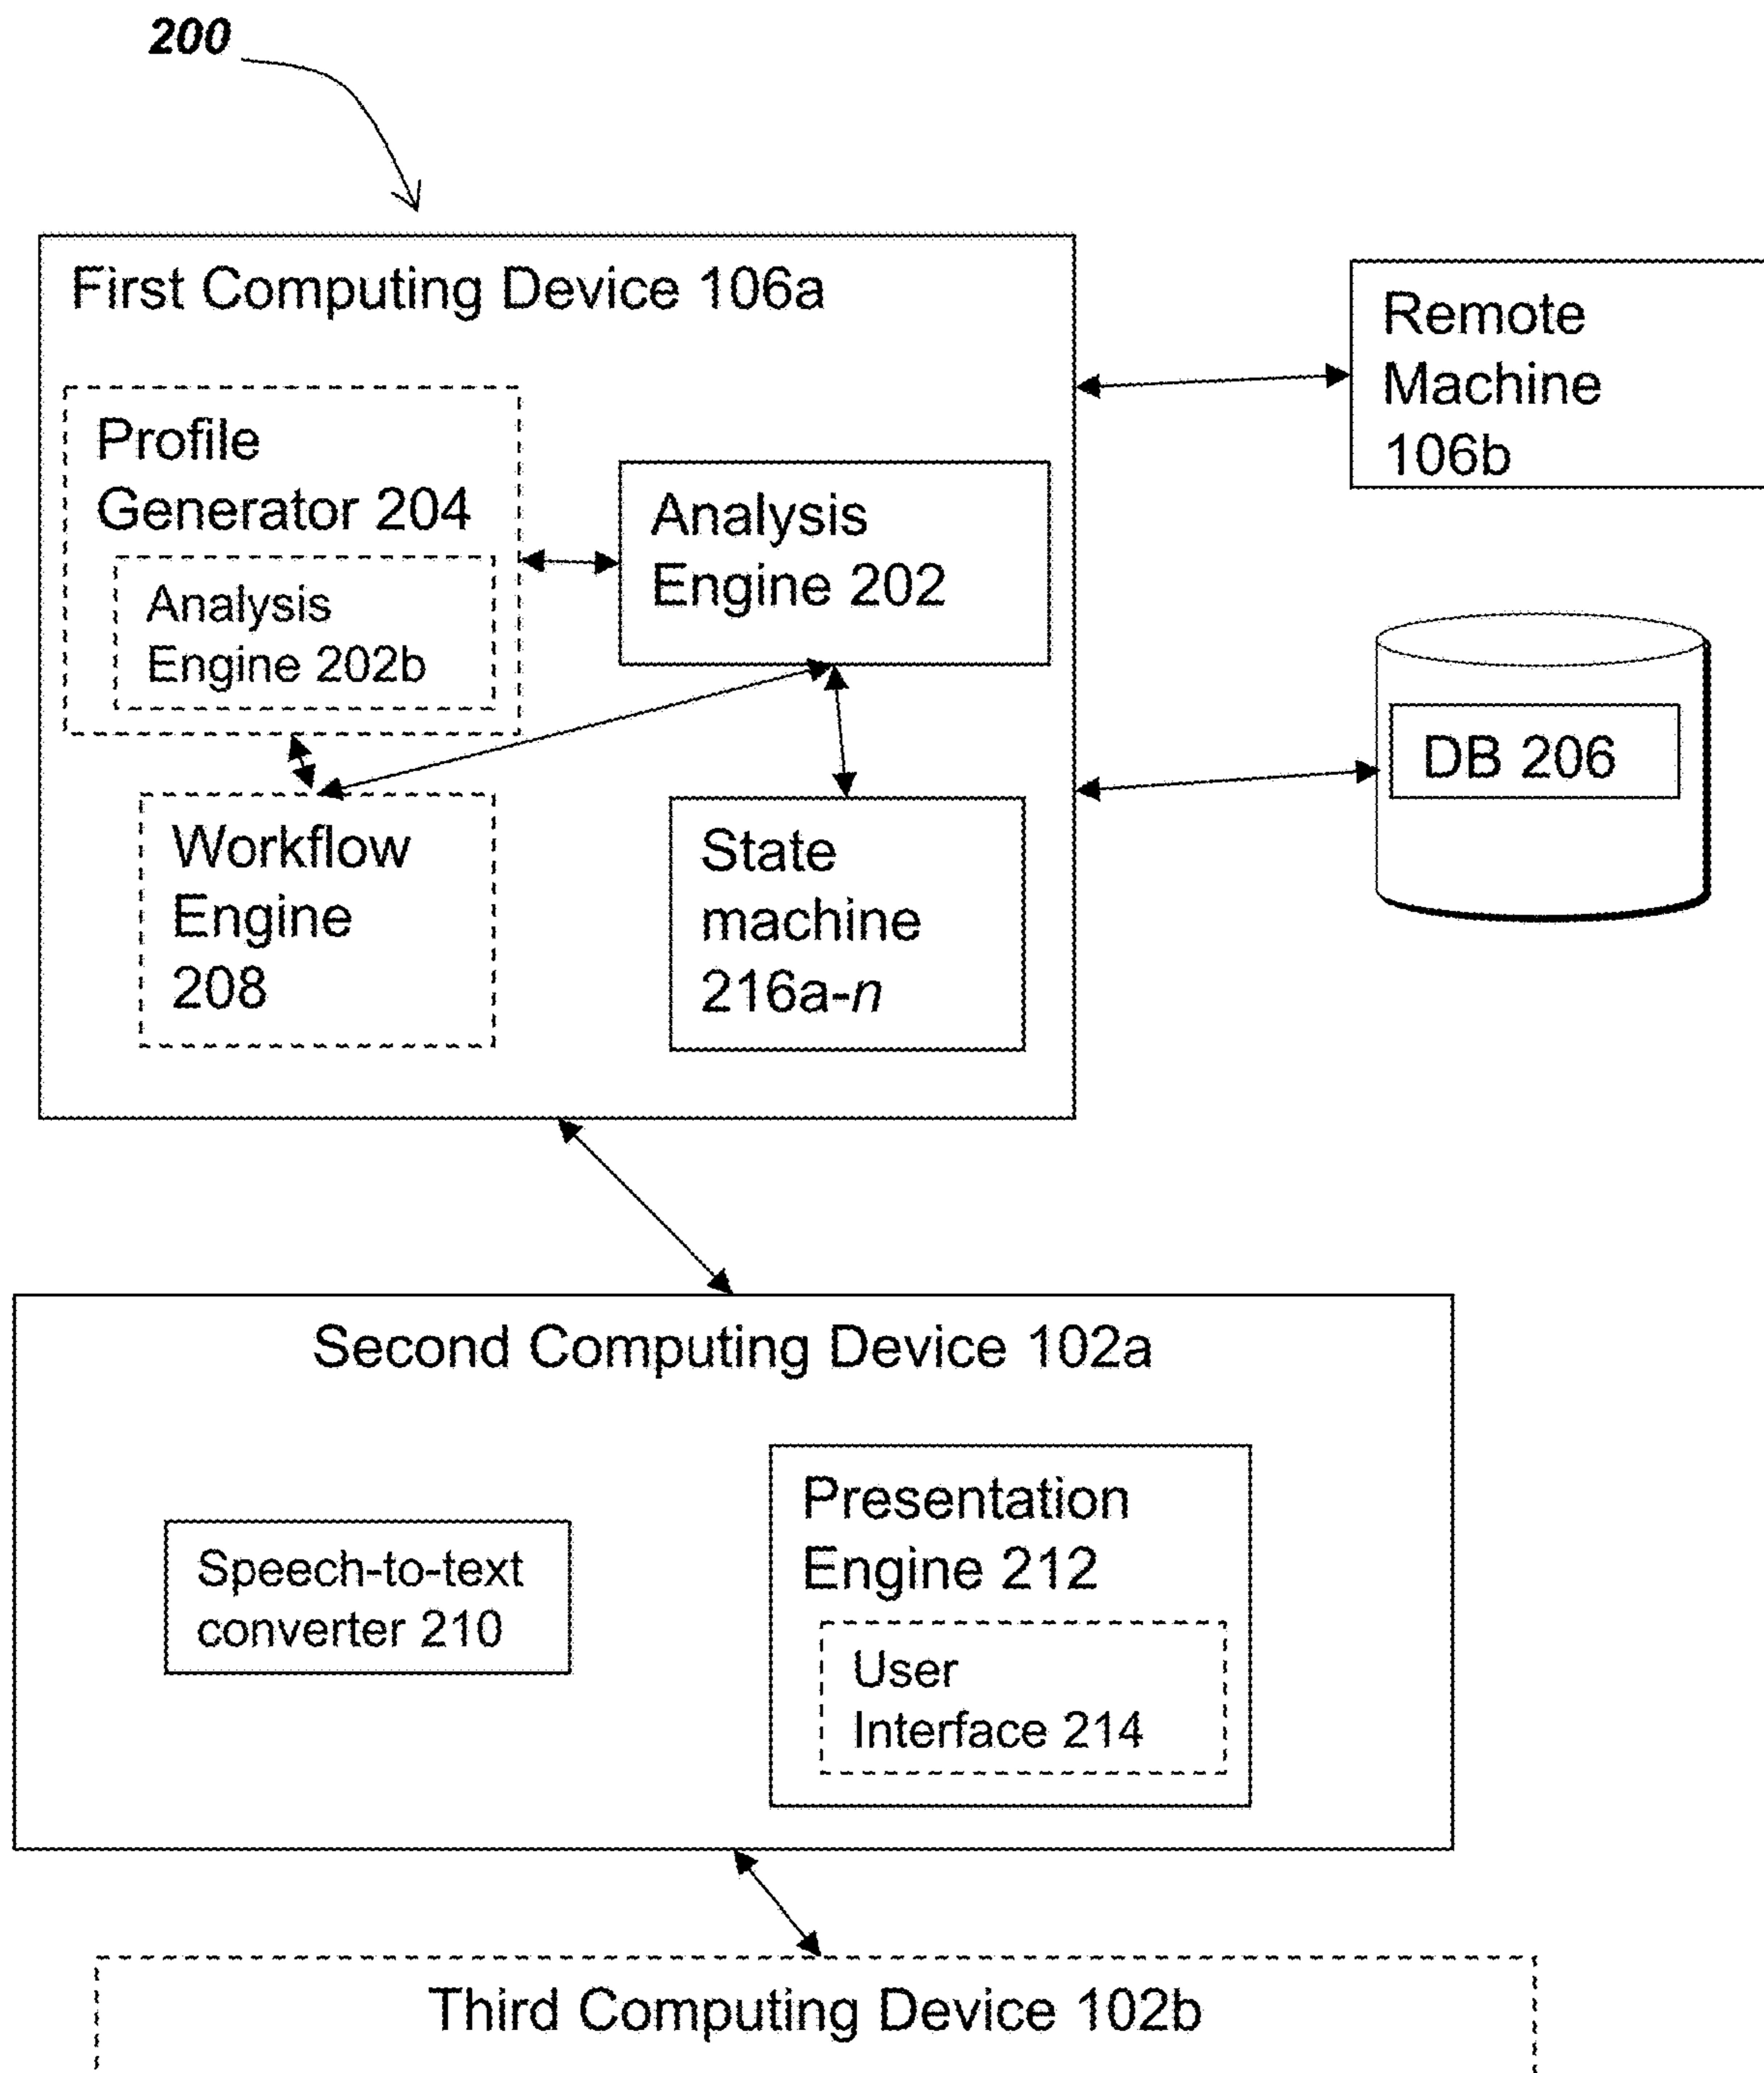 200
First Computing Device 106a
Remote
Machine
106b
Profile
Generator 204
Analysis
Engine 202
Analysis
Engine 202b
DB 206
Workflow
Engine
208
State
machine
216a-n
Second Computing Device 102a
Presentation
Engine 212
Speech-to-text
converter 210
User
Interface 214
Third Computing Device 102b